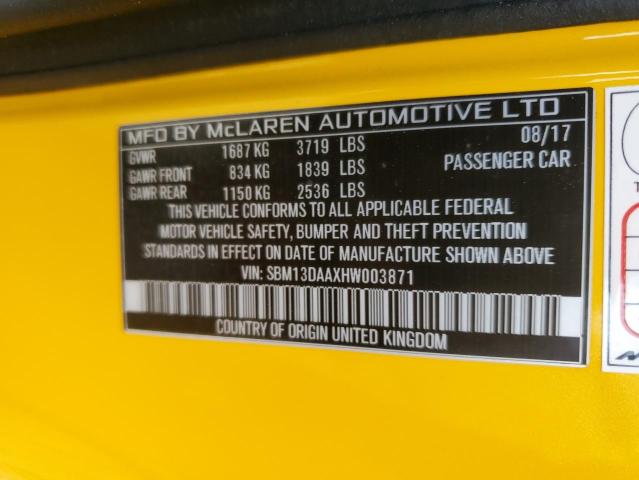 MFD BY McLAREN AUTOMOTIVE LTD
GVWR 1687 KG 3719 LBS 08/17
GAWR FRONT 834 KG 1839 LBS PASSENGER CAR
GAWR REAR 1150 KG 2536 LBS
THIS VEHICLE CONFORMS TO ALL APPLICABLE FEDERAL
MOTOR VEHICLE SAFETY, BUMPER AND THEFT PREVENTION
STANDARDS IN EFFECT ON DATE OF MANUFACTURE SHOWN ABOVE
VIN: SBM13DAAXHW003871
COUNTRY OF ORIGIN UNITED KINGDOM